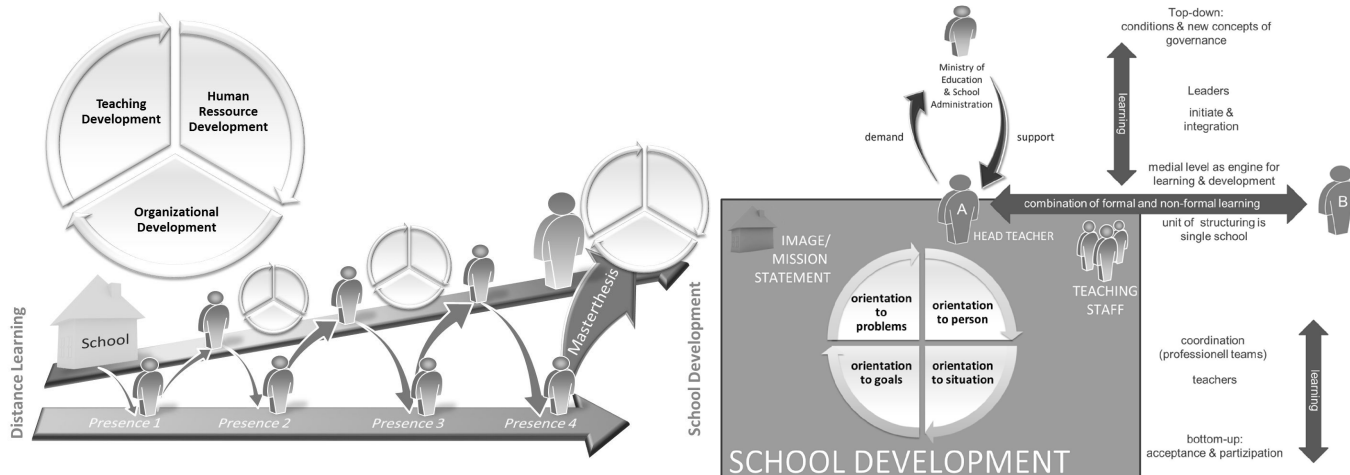 Teaching
Development
Human
Ressource
Development
Organizational
Development
School
Distance Learning
Presence 1
Presence 2
Presence 3
Presence 4
Masterthesis
School Development
Ministry of
Education
& School
Administration
demand
support
A
HEAD TEACHER
B
combination of formal and non-formal learning
IMAGE/
MISSION
STATEMENT
TEACHING
STAFF
orientation
to
problems
orientation
to person
orientation
to goals
orientation
to situation
SCHOOL DEVELOPMENT
Top-down:
conditions & new concepts of
governance
learning
Leaders
initiate &
integration
medial level as engine for
learning & development
unit of structuring is
single school
coordination
(professionell teams)
teachers
learning
bottom-up:
acceptance & partizipation